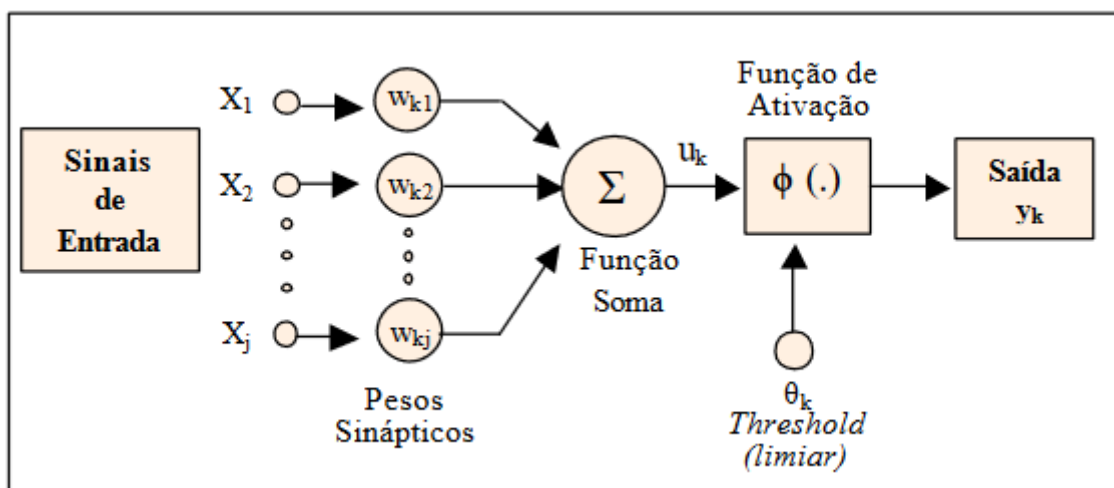 Sinais
de
Entrada
X1
X2
Xj
wk1
wk2
wkj
Pesos
Sinápticos
Σ
Função
Soma
uk
Função de
Ativação
ϕ (.)
θk
Threshold
(limiar)
Saída
yk